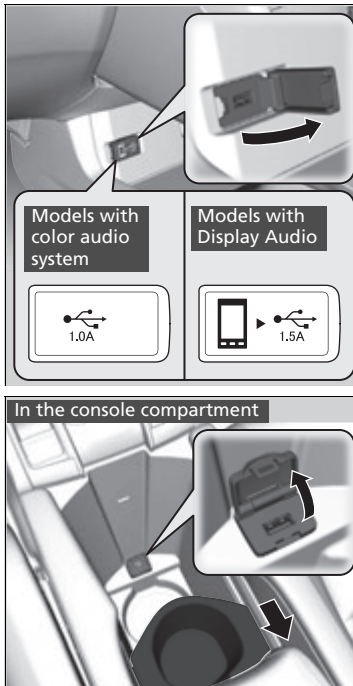 Models with
color audio
system
1.0A
Models with
Display Audio
1.5A
In the console compartment